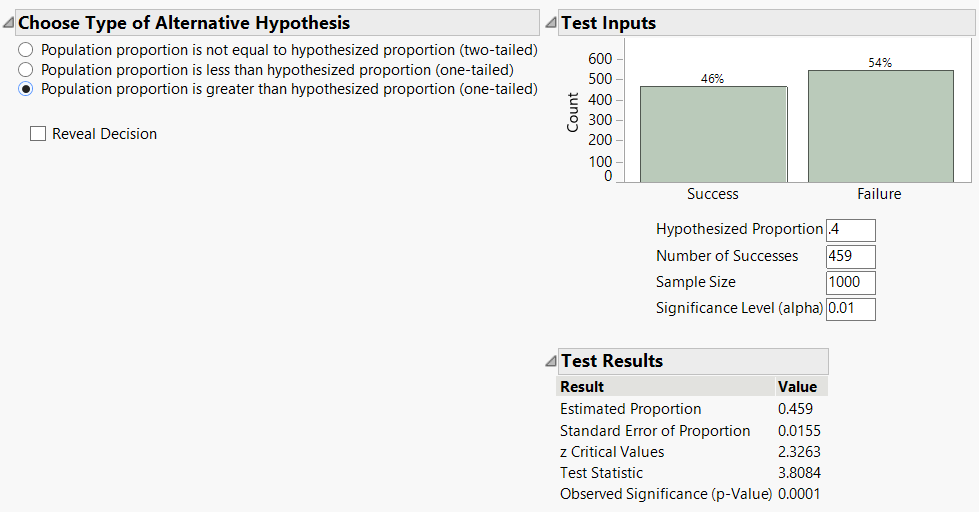 Choose Type of Alternative Hypothesis
Population proportion is not equal to hypothesized proportion (two-tailed)
Population proportion is less than hypothesized proportion (one-tailed)
Population proportion is greater than hypothesized proportion (one-tailed)
Reveal Decision
Test Inputs
Count
600
500
400
300
200
100
0
46%
54%
Success
Failure
Hypothesized Proportion .4
Number of Successes 459
Sample Size 1000
Significance Level (alpha) 0.01
Test Results
Result Value
Estimated Proportion 0.459
Standard Error of Proportion 0.0155
z Critical Values 2.3263
Test Statistic 3.8084
Observed Significance (p-Value) 0.0001